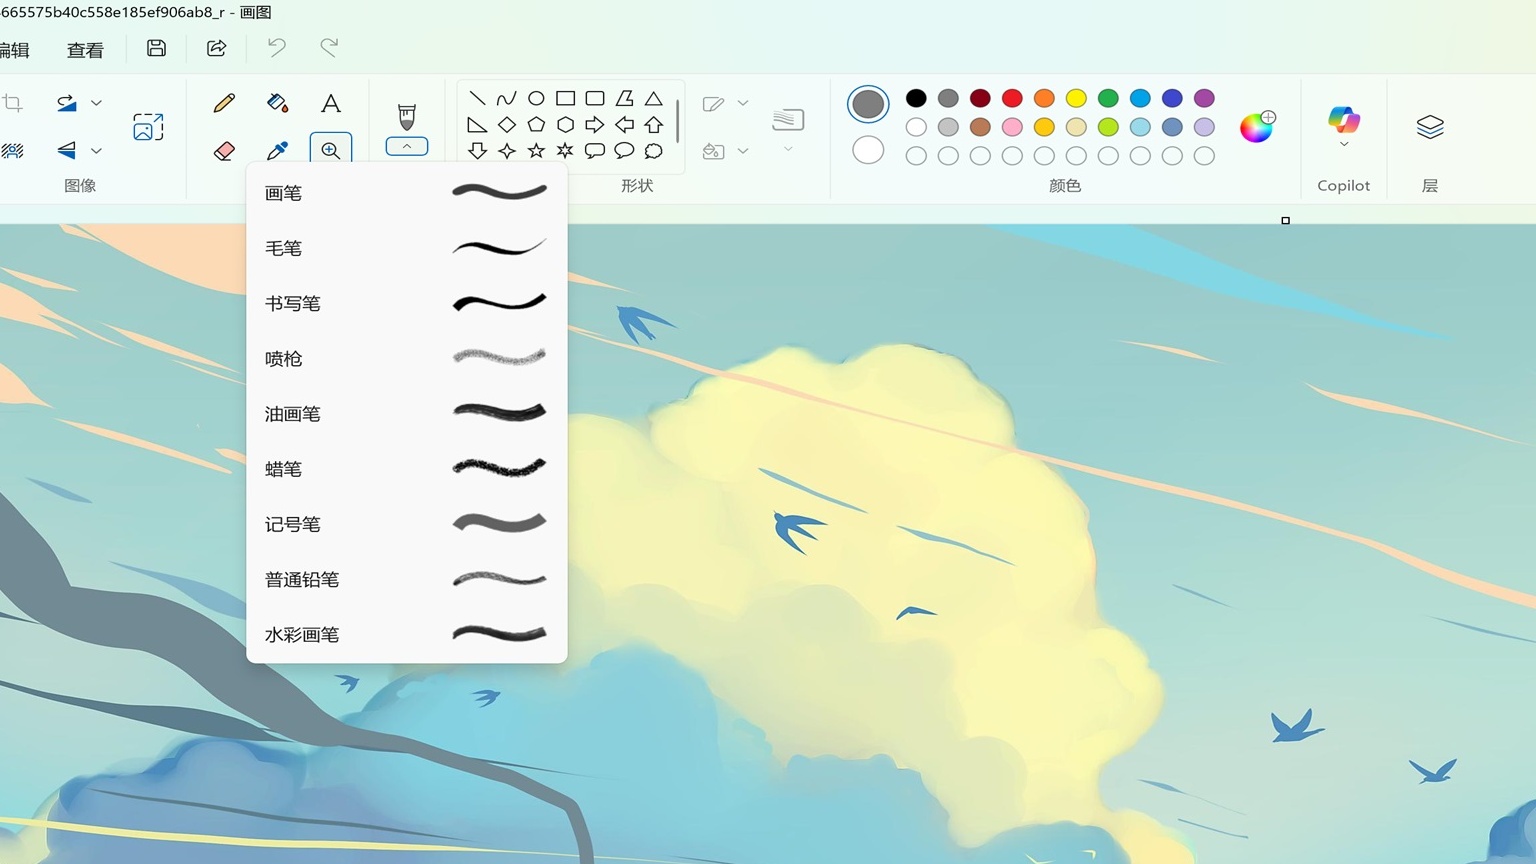 665575b40c558e185ef906ab8_r - 画图
编辑 查看
图像
形状
颜色
Copilot
层
画笔
毛笔
书写笔
喷枪
油画笔
蜡笔
记号笔
普通铅笔
水彩画笔